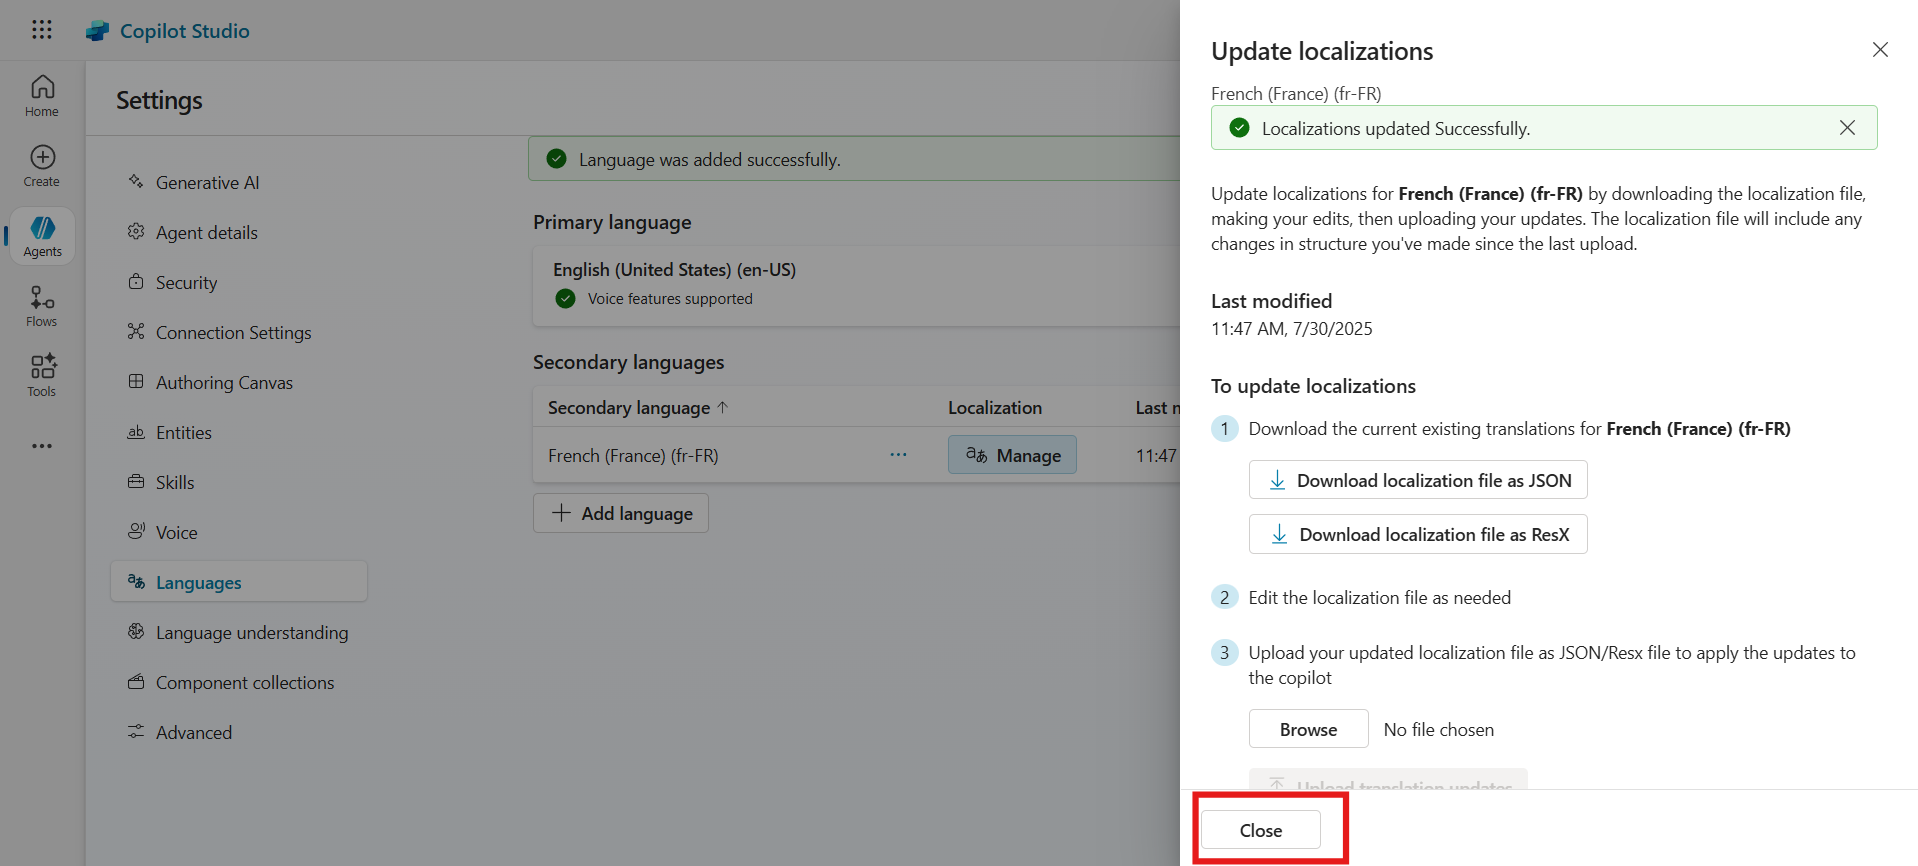 Copilot Studio
Home
Create
Agents
Flows
Tools
Settings
Generative AI
Agent details
Security
Connection Settings
Authoring Canvas
Entities
Skills
Voice
Languages
Language understanding
Component collections
Advanced
Language was added successfully.
Primary language
English (United States) (en-US)
Voice features supported
Secondary languages
Secondary language ↑ Localization Last m
French (France) (fr-FR) ... Manage 11:47
Add language
Update localizations
French (France) (fr-FR)
Localizations updated Successfully.
Update localizations for French (France) (fr-FR) by downloading the localization file,
making your edits, then uploading your updates. The localization file will include any
changes in structure you've made since the last upload.
Last modified
11:47 AM, 7/30/2025
To update localizations
1 Download the current existing translations for French (France) (fr-FR)
Download localization file as JSON
Download localization file as ResX
2 Edit the localization file as needed
3 Upload your updated localization file as JSON/Resx file to apply the updates to
the copilot
Browse No file chosen
Upload translation updates
Close